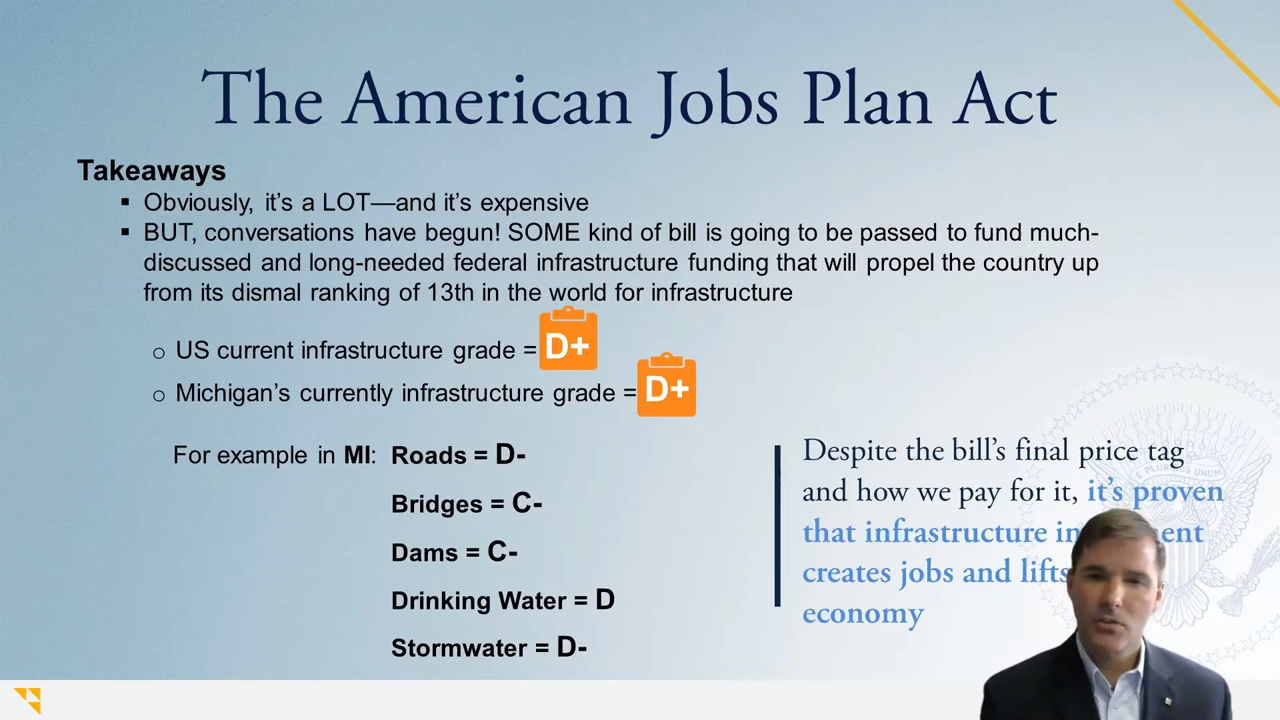 The American Jobs Plan Act
Takeaways
▪ Obviously, it's a LOT—and it's expensive
▪ BUT, conversations have begun! SOME kind of bill is going to be passed to fund much-
discussed and long-needed federal infrastructure funding that will propel the country up
from its dismal ranking of 13th in the world for infrastructure
o US current infrastructure grade = D+
o Michigan's currently infrastructure grade = D+
For example in MI: Roads = D-
Bridges = C-
Dams = C-
Drinking Water = D
Stormwater = D-
Despite the bill's final price tag
and how we pay for it, it's proven
that infrastructure in ent
creates jobs and lifts
economy
PLURIBUS UNUM